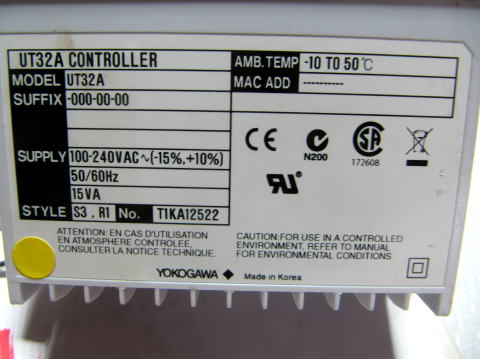 UT32A CONTROLLER
MODEL UT32A
SUFFIX -000-00-00
SUPPLY 100-240VAC~(-15%,+10%)
50/60Hz
15VA
STYLE S3 . R1 No. T1KA12522
AMB.TEMP -10 TO 50℃
MAC ADD ----------
CE N200 SA 172608
RU
ATTENTION: EN CAS D'UTILISATION
EN ATMOSPHERE CONTROLEE,
CONSULTER LA NOTICE TECHNIQUE.
CAUTION:FOR USE IN A CONTROLLED
ENVIRONMENT, REFER TO MANUAL
FOR ENVIRONMENTAL CONDITIONS.
YOKOGAWA ◆ Made in Korea